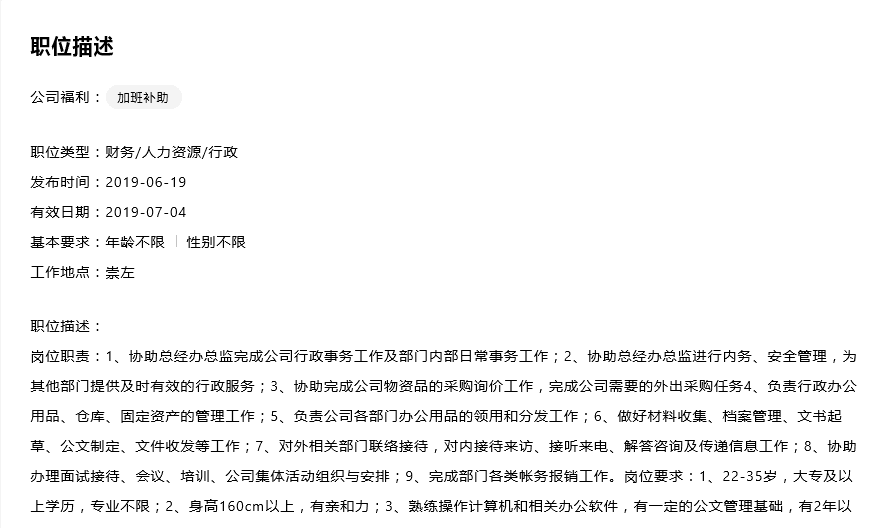 职位描述
公司福利：加班补助
职位类型：财务/人力资源/行政
发布时间：2019-06-19
有效日期：2019-07-04
基本要求：年龄不限 | 性别不限
工作地点：崇左
职位描述：
岗位职责：1、协助总经办总监完成公司行政事务工作及部门内部日常事务工作；2、协助总经办总监进行内务、安全管理，为
其他部门提供及时有效的行政服务；3、协助完成公司物资品的采购询价工作，完成公司需要的外出采购任务4、负责行政办公
用品、仓库、固定资产的管理工作；5、负责公司各部门办公用品的领用和分发工作；6、做好材料收集、档案管理、文书起
草、公文制定、文件收发等工作；7、对外相关部门联络接待，对内接待来访、接听来电、解答咨询及传递信息工作；8、协助
办理面试接待、会议、培训、公司集体活动组织与安排；9、完成部门各类帐务报销工作。岗位要求：1、22-35岁，大专及以
上学历，专业不限；2、身高160cm以上，有亲和力；3、熟练操作计算机和相关办公软件，有一定的公文管理基础，有2年以